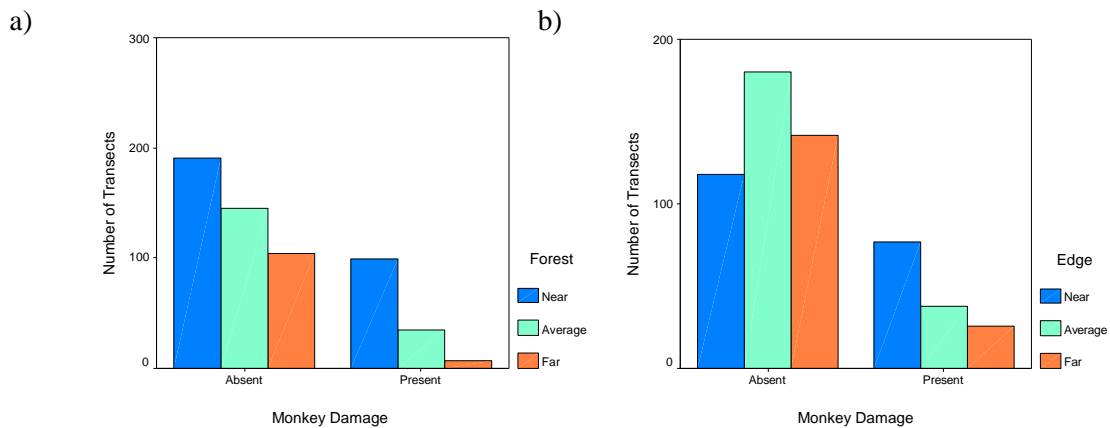 a)
300
200
100
0
Number of Transects
Absent
Present
Monkey Damage
Forest
Near
Average
Far
b)
200
100
0
Number of Transects
Absent
Present
Monkey Damage
Edge
Near
Average
Far